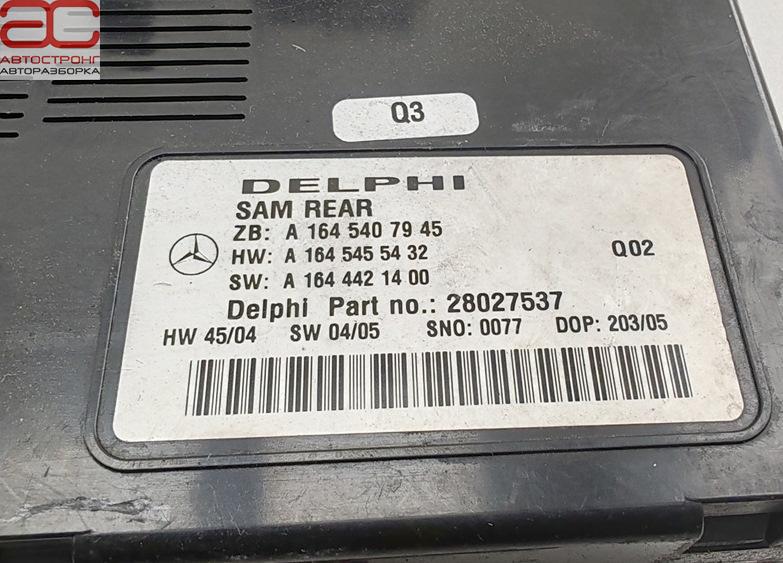 АВТОСТРОНГ
АВТОРАЗБОРКА
Q3
DELPHI
SAM REAR
ZB: A 164 540 79 45
HW: A 164 545 54 32
Q02
SW: A 164 442 14 00
Delphi Part no.: 28027537
HW 45/04 SW 04/05 SNO: 0077 DOP: 203/05